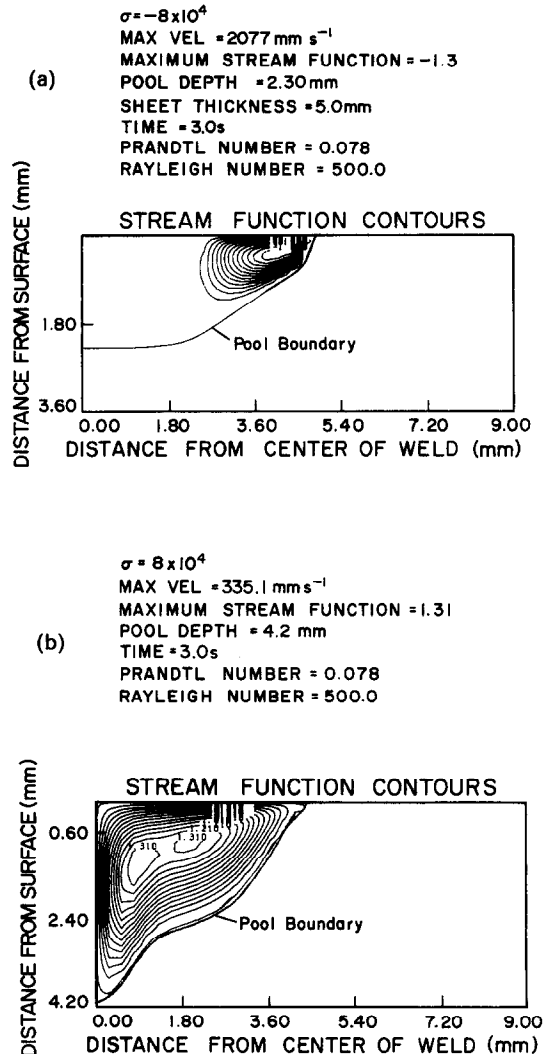 (a)
σ=-8x10⁴
MAX VEL =2077mm s⁻¹
MAXIMUM STREAM FUNCTION=-1.3
POOL DEPTH =2.30mm
SHEET THICKNESS =5.0mm
TIME =3.0s
PRANDTL NUMBER = 0.078
RAYLEIGH NUMBER = 500.0
STREAM FUNCTION CONTOURS
DISTANCE FROM SURFACE (mm)
1.80
3.60
Pool Boundary
0.00 1.80 3.60 5.40 7.20 9.00
DISTANCE FROM CENTER OF WELD (mm)
(b)
σ= 8x10⁴
MAX VEL =335.1 mm s⁻¹
MAXIMUM STREAM FUNCTION =1.31
POOL DEPTH = 4.2 mm
TIME =3.0s
PRANDTL NUMBER = 0.078
RAYLEIGH NUMBER = 500.0
STREAM FUNCTION CONTOURS
DISTANCE FROM SURFACE (mm)
0.60
2.40
4.20
1.210
1.310
.310
Pool Boundary
0.00 1.80 3.60 5.40 7.20 9.00
DISTANCE FROM CENTER OF WELD (mm)